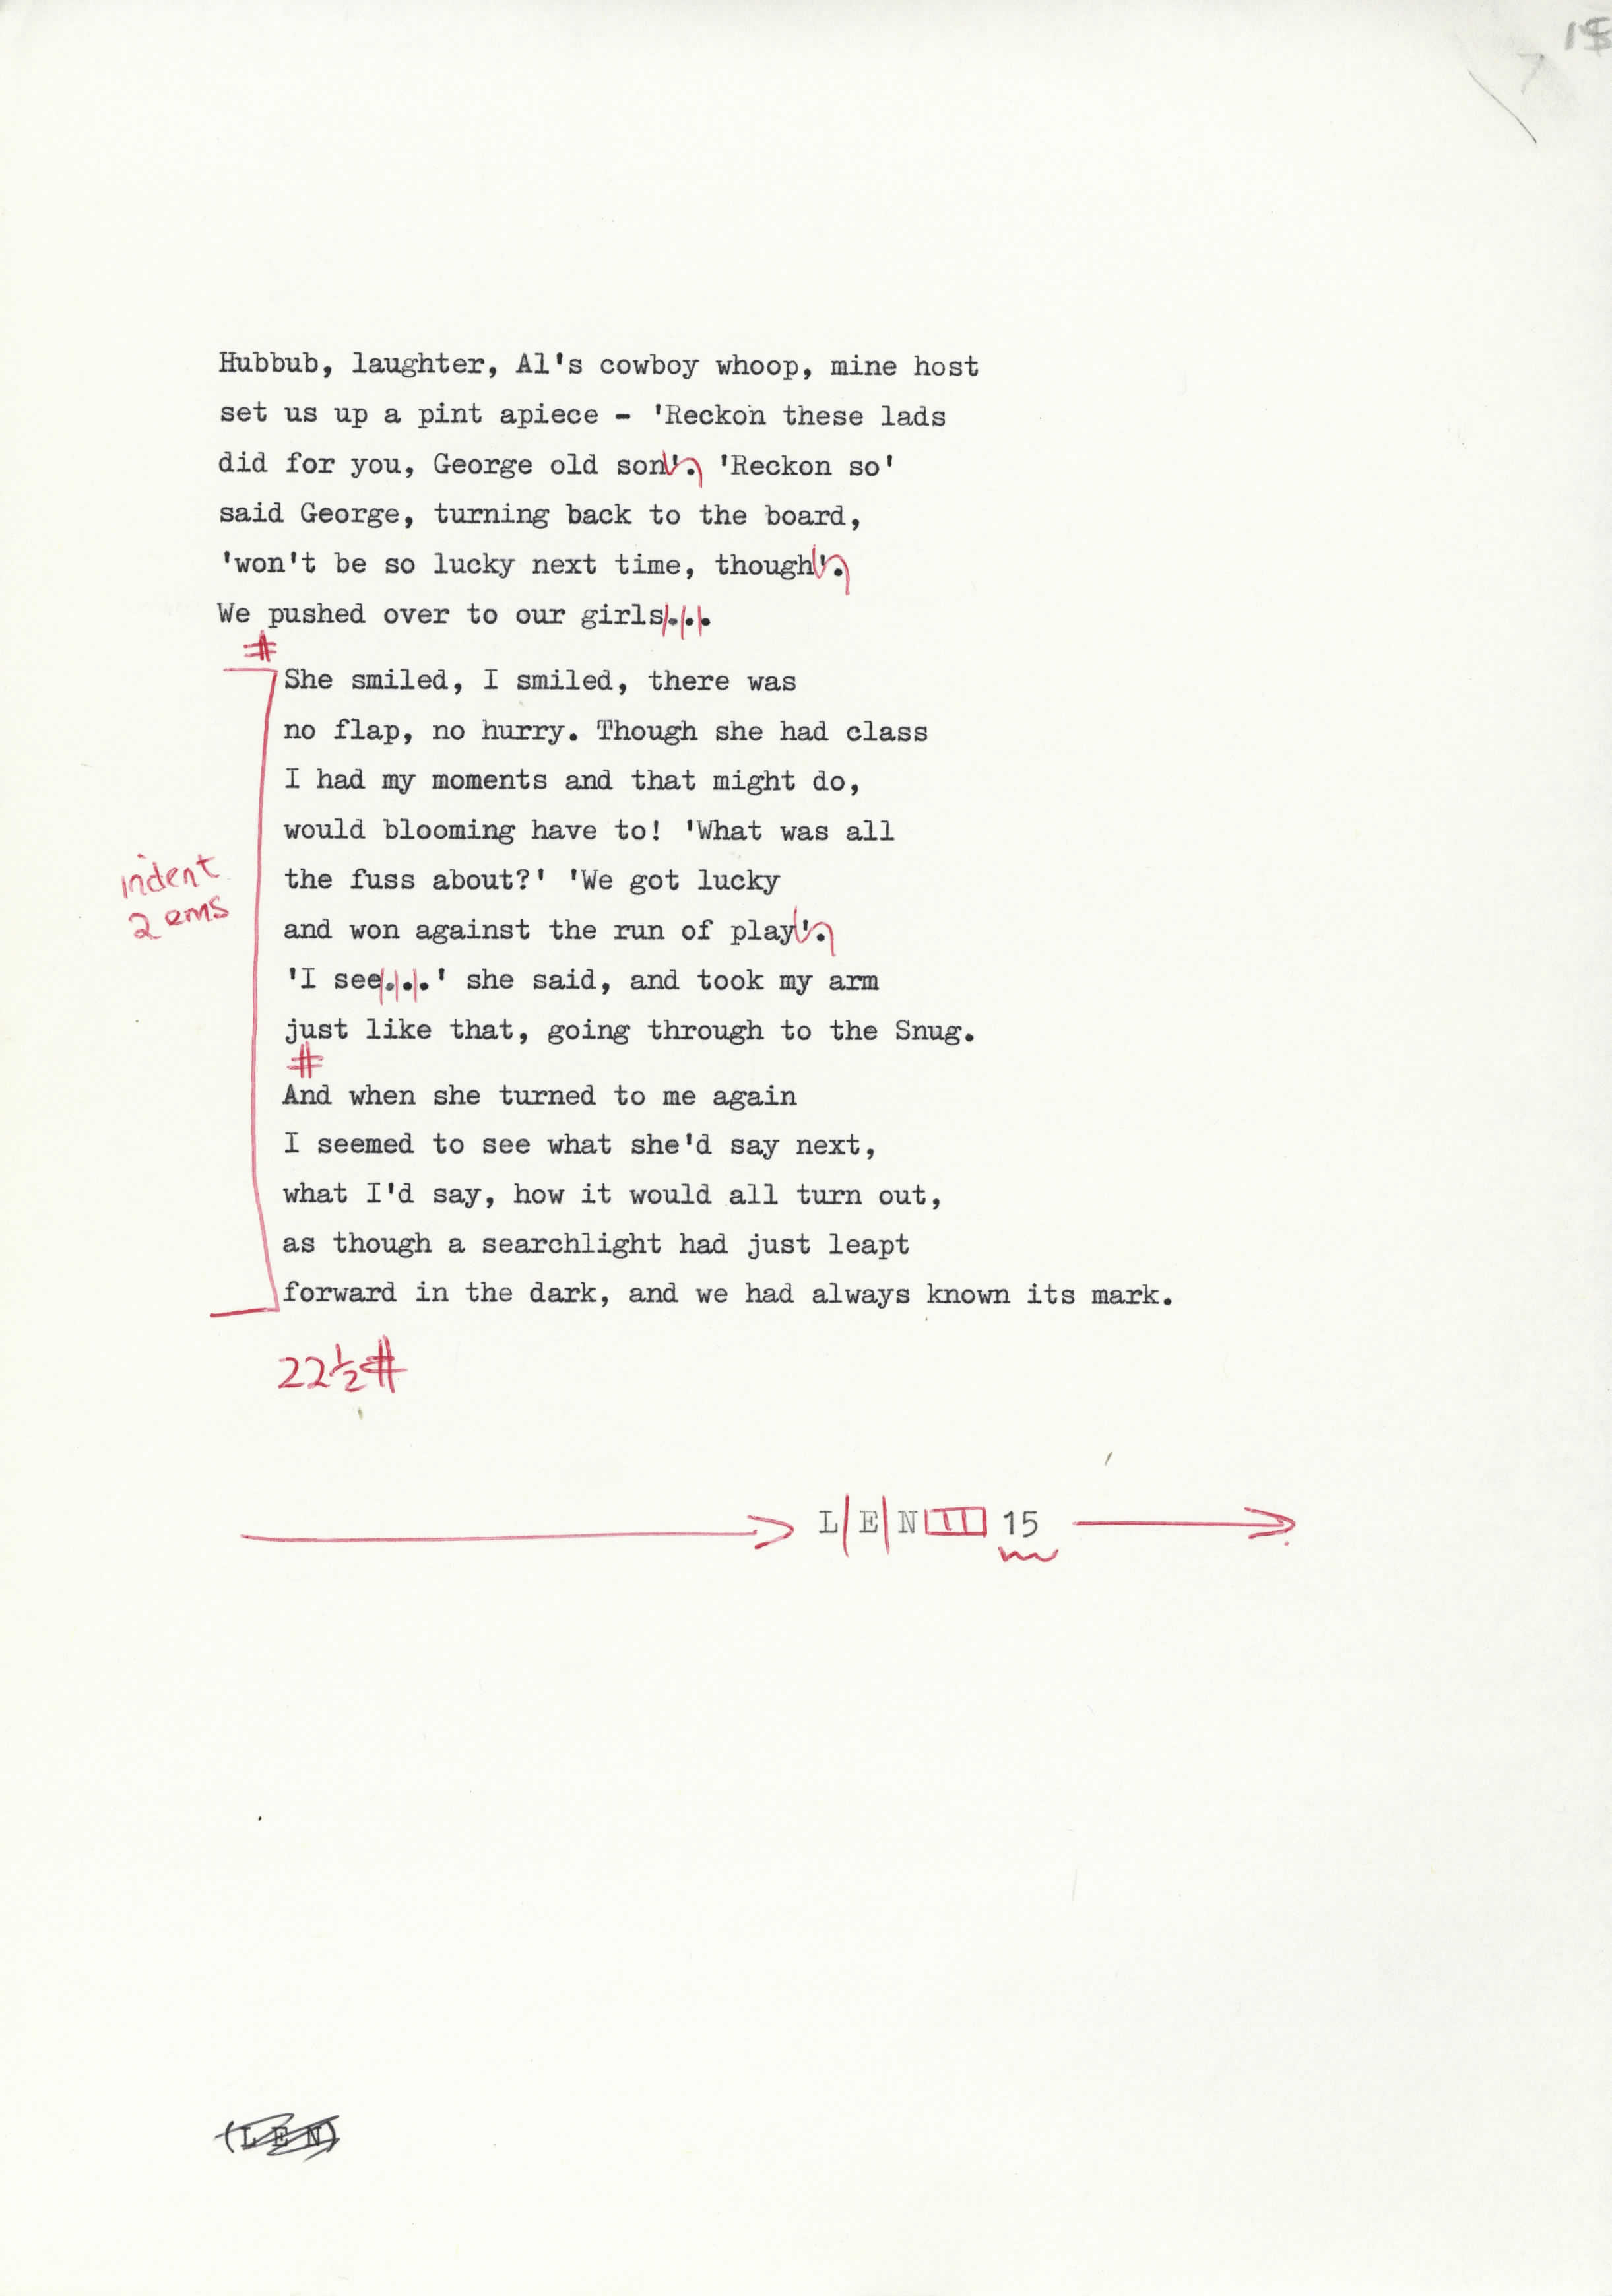 15
7
Hubbub, laughter, Al's cowboy whoop, mine host
set us up a pint apiece - 'Reckon these lads
did for you, George old son'. 'Reckon so'
said George, turning back to the board,
'won't be so lucky next time, though'.
We pushed over to our girls...
#
She smiled, I smiled, there was
no flap, no hurry. Though she had class
I had my moments and that might do,
would blooming have to! 'What was all
indent
the fuss about?' 'We got lucky
2 ems
and won against the run of play'.
'I see...' she said, and took my arm
just like that, going through to the Snug.
#
And when she turned to me again
I seemed to see what she'd say next,
what I'd say, how it would all turn out,
as though a searchlight had just leapt
forward in the dark, and we had always known its mark.
22½#
L E N 15
(L E N)